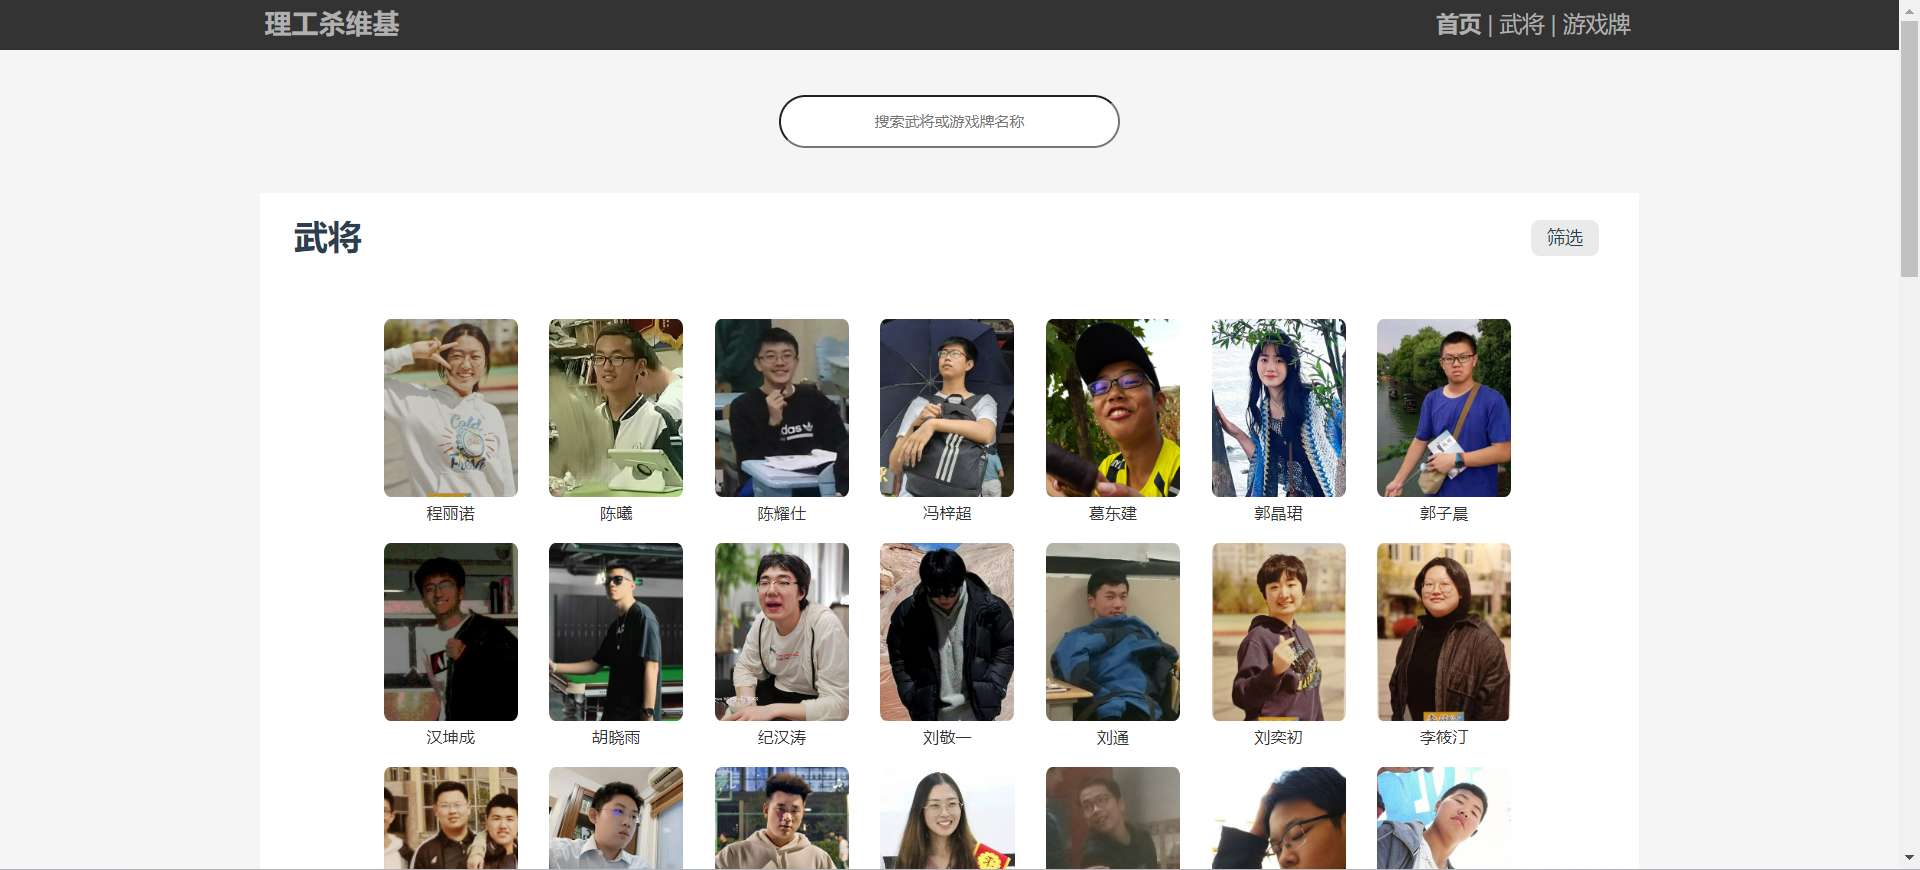 理工杀维基
首页 | 武将 | 游戏牌
搜索武将或游戏牌名称
武将
筛选
程丽诺
陈曦
陈耀仕
冯梓超
葛东建
郭晶珺
郭子晨
汉坤成
胡晓雨
纪汉涛
刘敬一
刘通
刘奕初
李筱汀